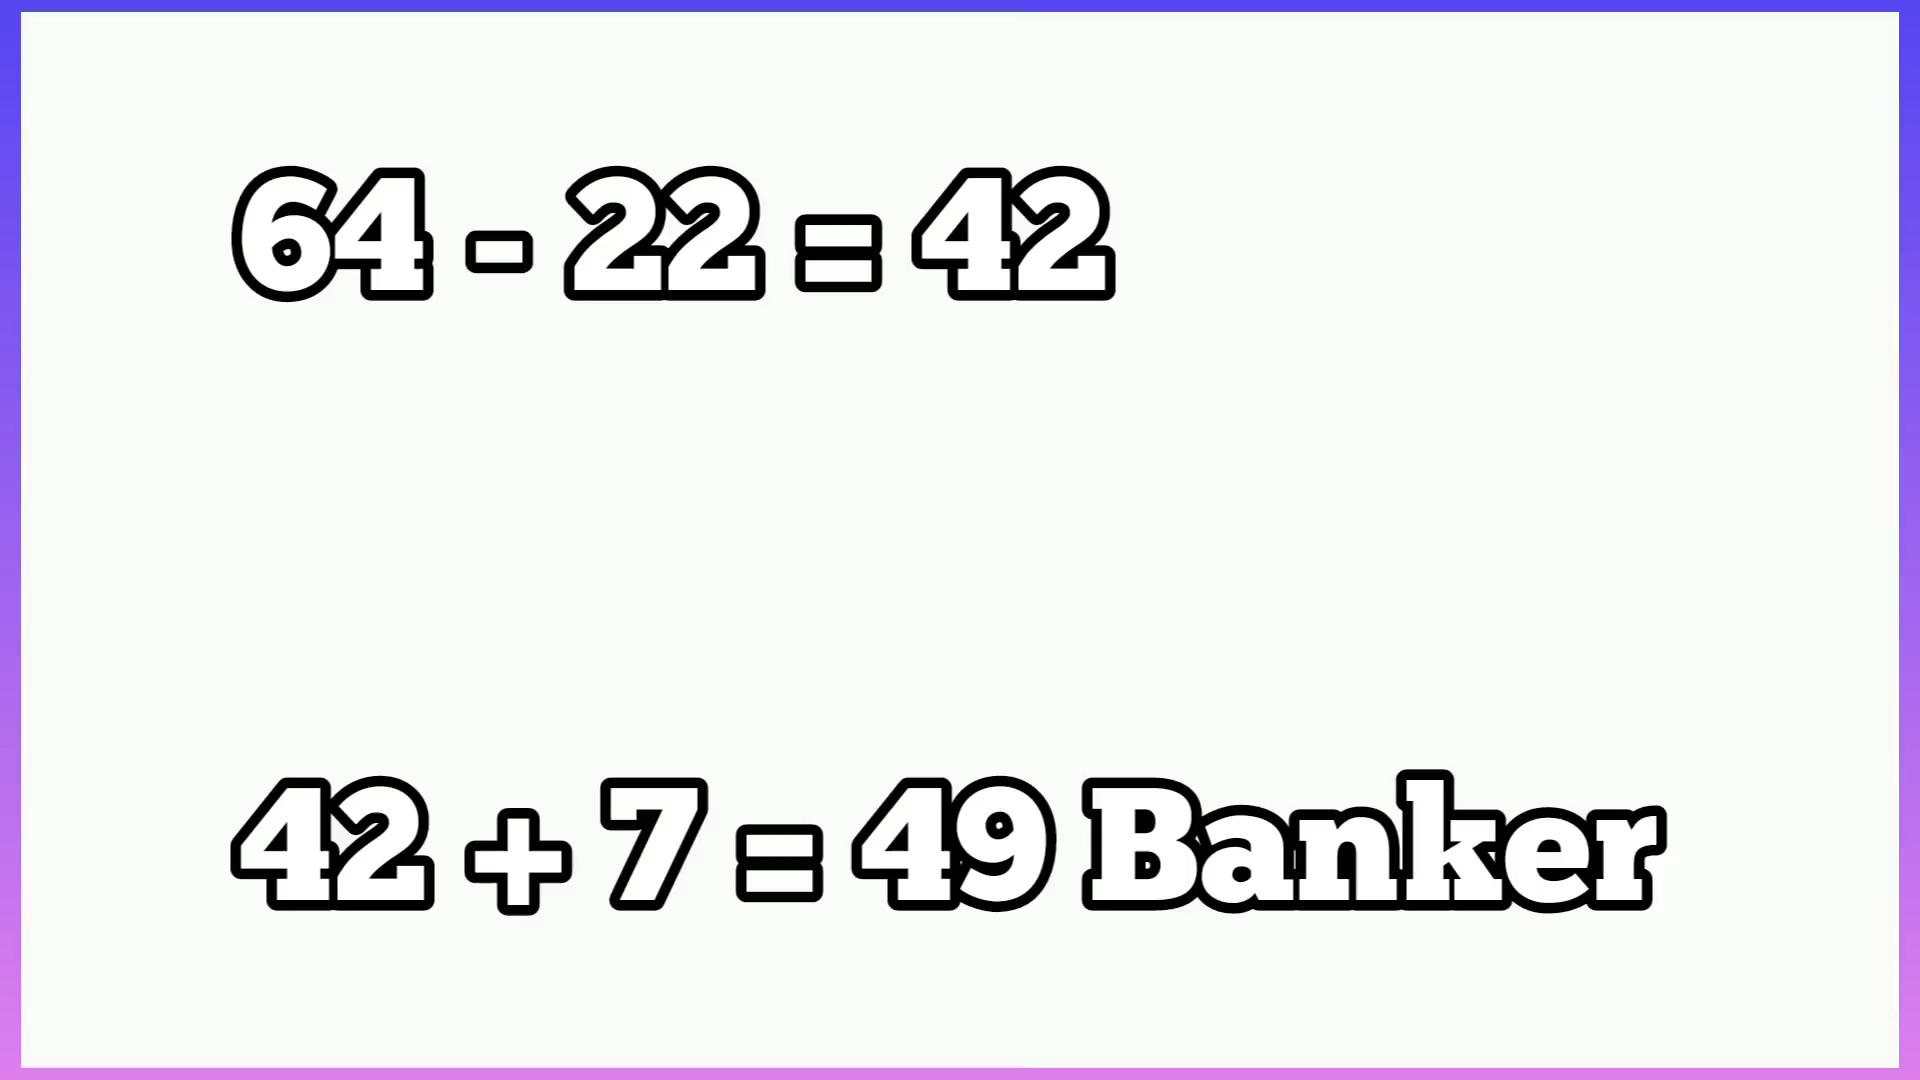 64 - 22 = 42
42 + 7 = 49 Banker